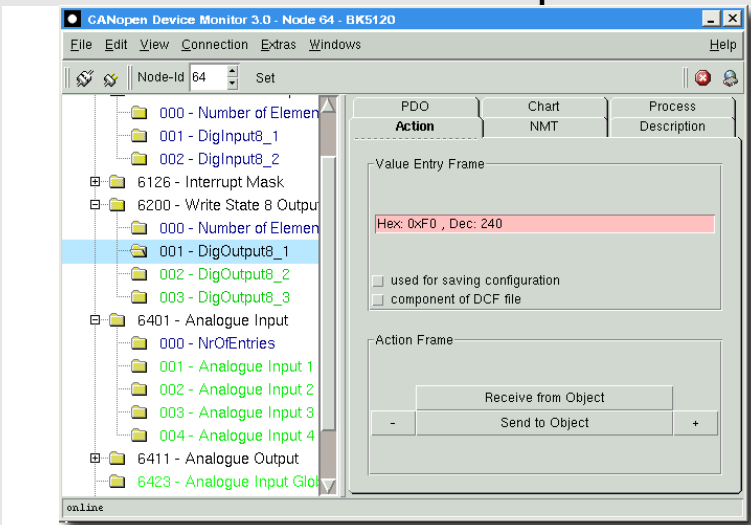 CANopen Device Monitor 3.0 - Node 64 - BK5120
File Edit View Connection Extras Windows Help
Node-Id 64 Set
000 - Number of Elemen
001 - DigInput8_1
002 - DigInput8_2
6126 - Interrupt Mask
6200 - Write State 8 Outpu
000 - Number of Elemen
001 - DigOutput8_1
002 - DigOutput8_2
003 - DigOutput8_3
6401 - Analogue Input
000 - NrOfEntries
001 - Analogue Input 1
002 - Analogue Input 2
003 - Analogue Input 3
004 - Analogue Input 4
6411 - Analogue Output
6423 - Analogue Input Glob
PDO Chart Process
Action NMT Description
Value Entry Frame
Hex: 0xF0 , Dec: 240
used for saving configuration
component of DCF file
Action Frame
Receive from Object
- Send to Object +
online